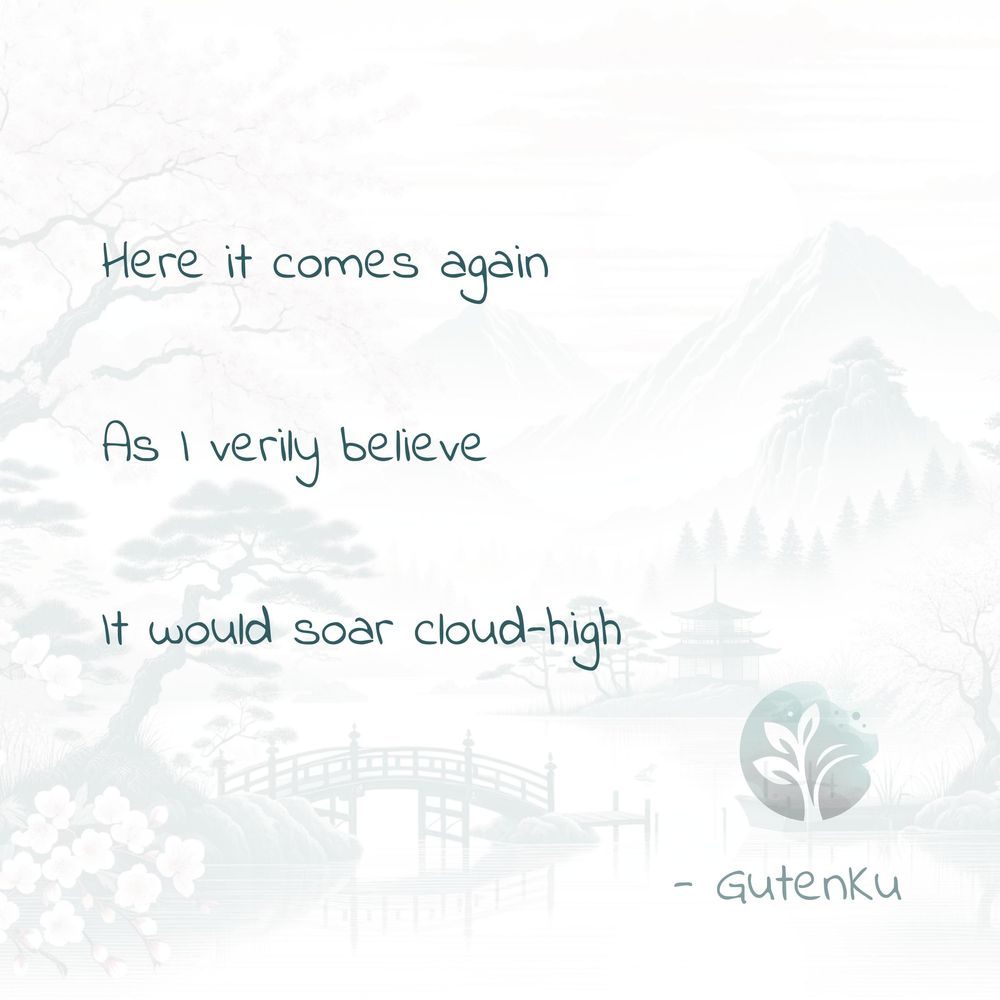 Here it comes again
As I verily believe
It would soar cloud-high
- GutenKu